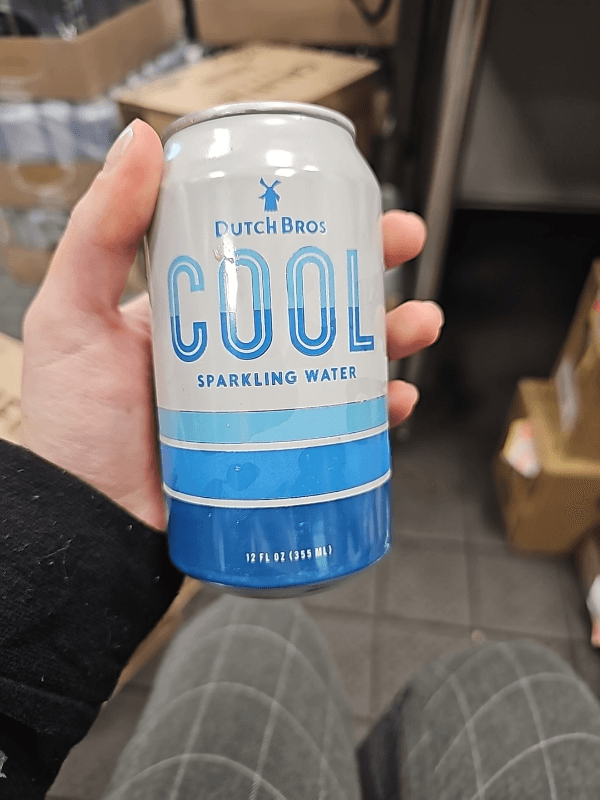 DUTCH BROS
COOL
SPARKLING WATER
12 FL OZ (355 ML)